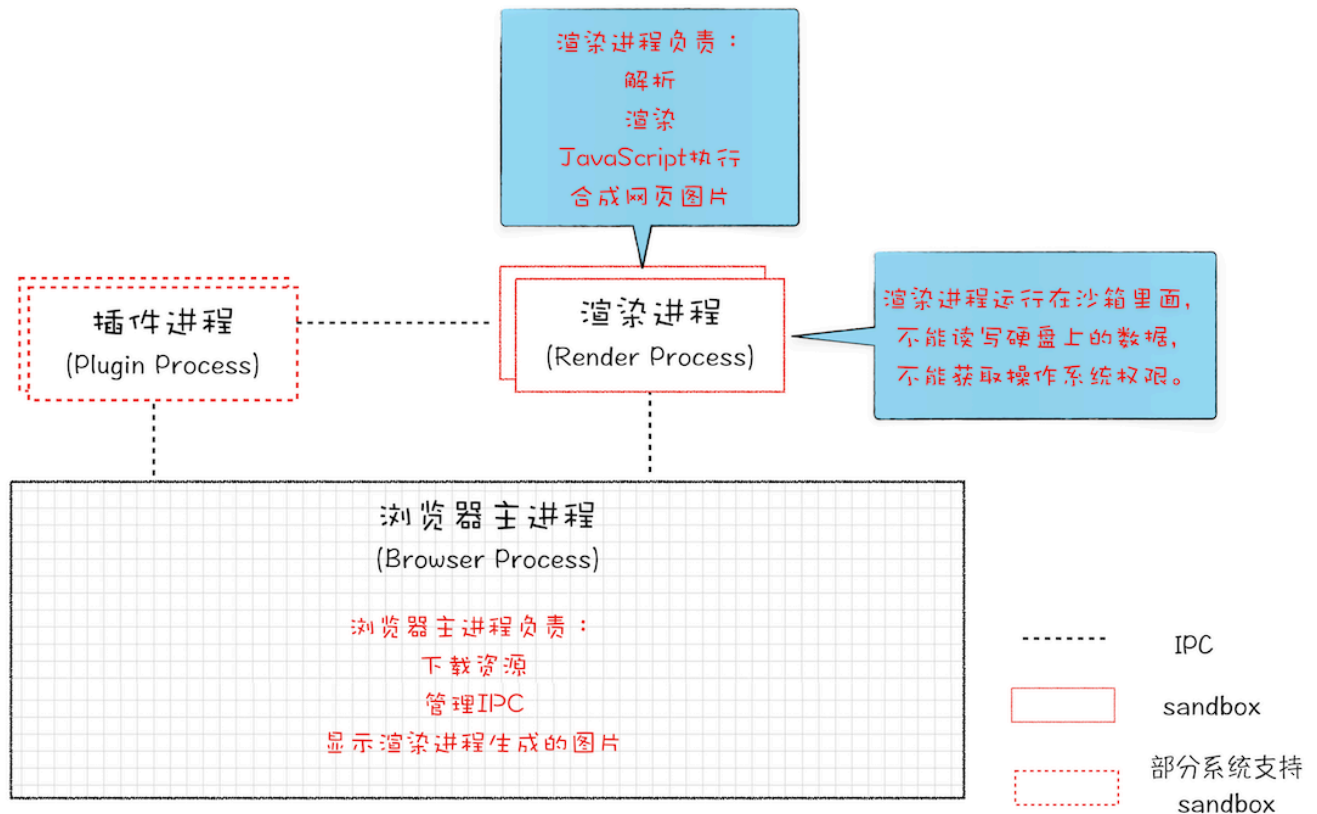 渲染进程负责：
解析
渲染
JavaScript执行
合成网页图片
插件进程
(Plugin Process)
渲染进程
(Render Process)
渲染进程运行在沙箱里面，
不能读写硬盘上的数据，
不能获取操作系统权限。
浏览器主进程
(Browser Process)
浏览器主进程负责：
下载资源
管理IPC
显示渲染进程生成的图片
IPC
sandbox
部分系统支持
sandbox